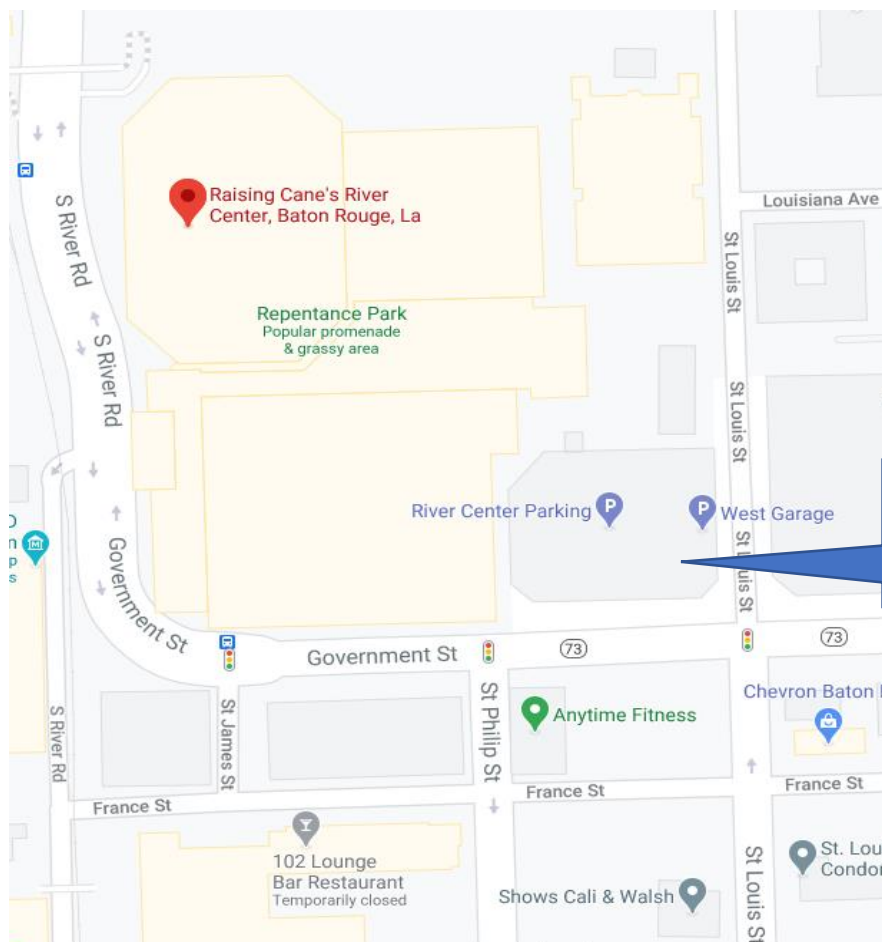 Raising Cane's River
Center, Baton Rouge, La
S River Rd
Louisiana Ave
St Louis St
Repentance Park
Popular promenade
& grassy area
S River Rd
St Louis St
River Center Parking
P
P
West Garage
St Louis St
Government St
Government St
73
73
St James St
St Philip St
Chevron Baton
Anytime Fitness
S River Rd
France St
France St
France St
102 Lounge
Bar Restaurant
Temporarily closed
St. Lou
Condo
Shows Cali & Walsh
St Louis St